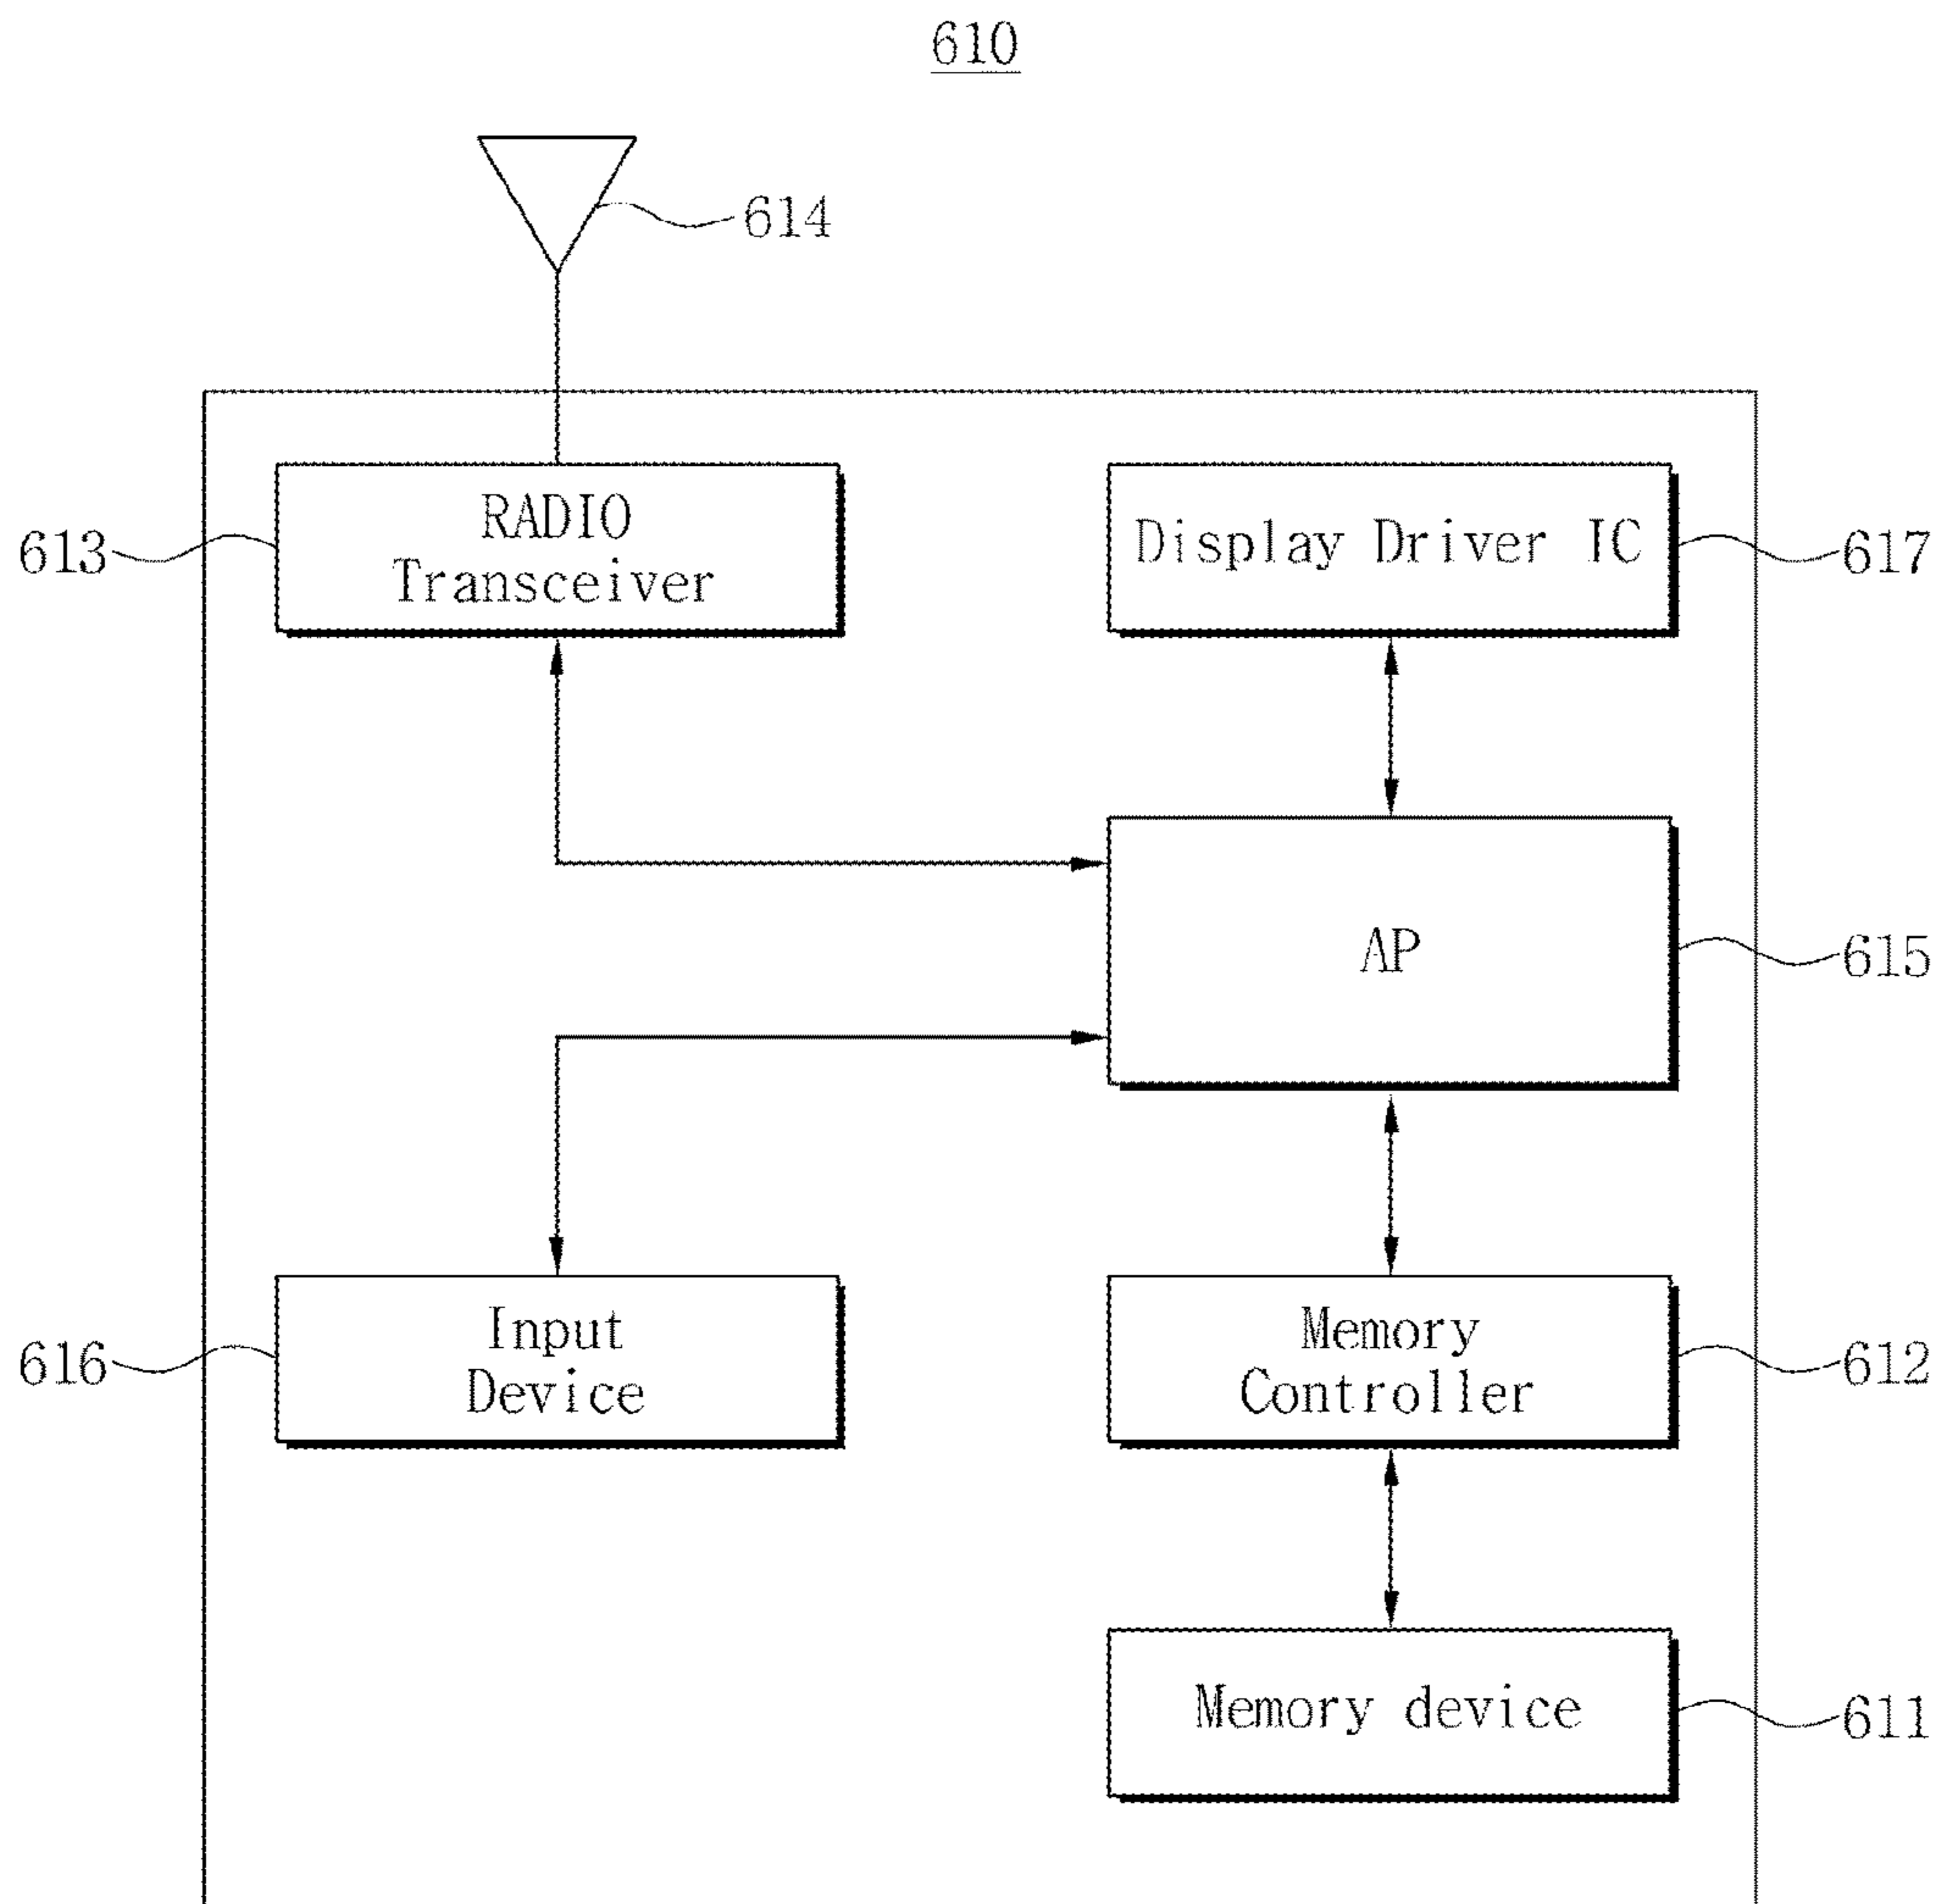 610
614
RADIO
Transceiver
613
Display Driver IC
617
AP
615
Input
Device
616
Memory
Controller
612
Memory device
611